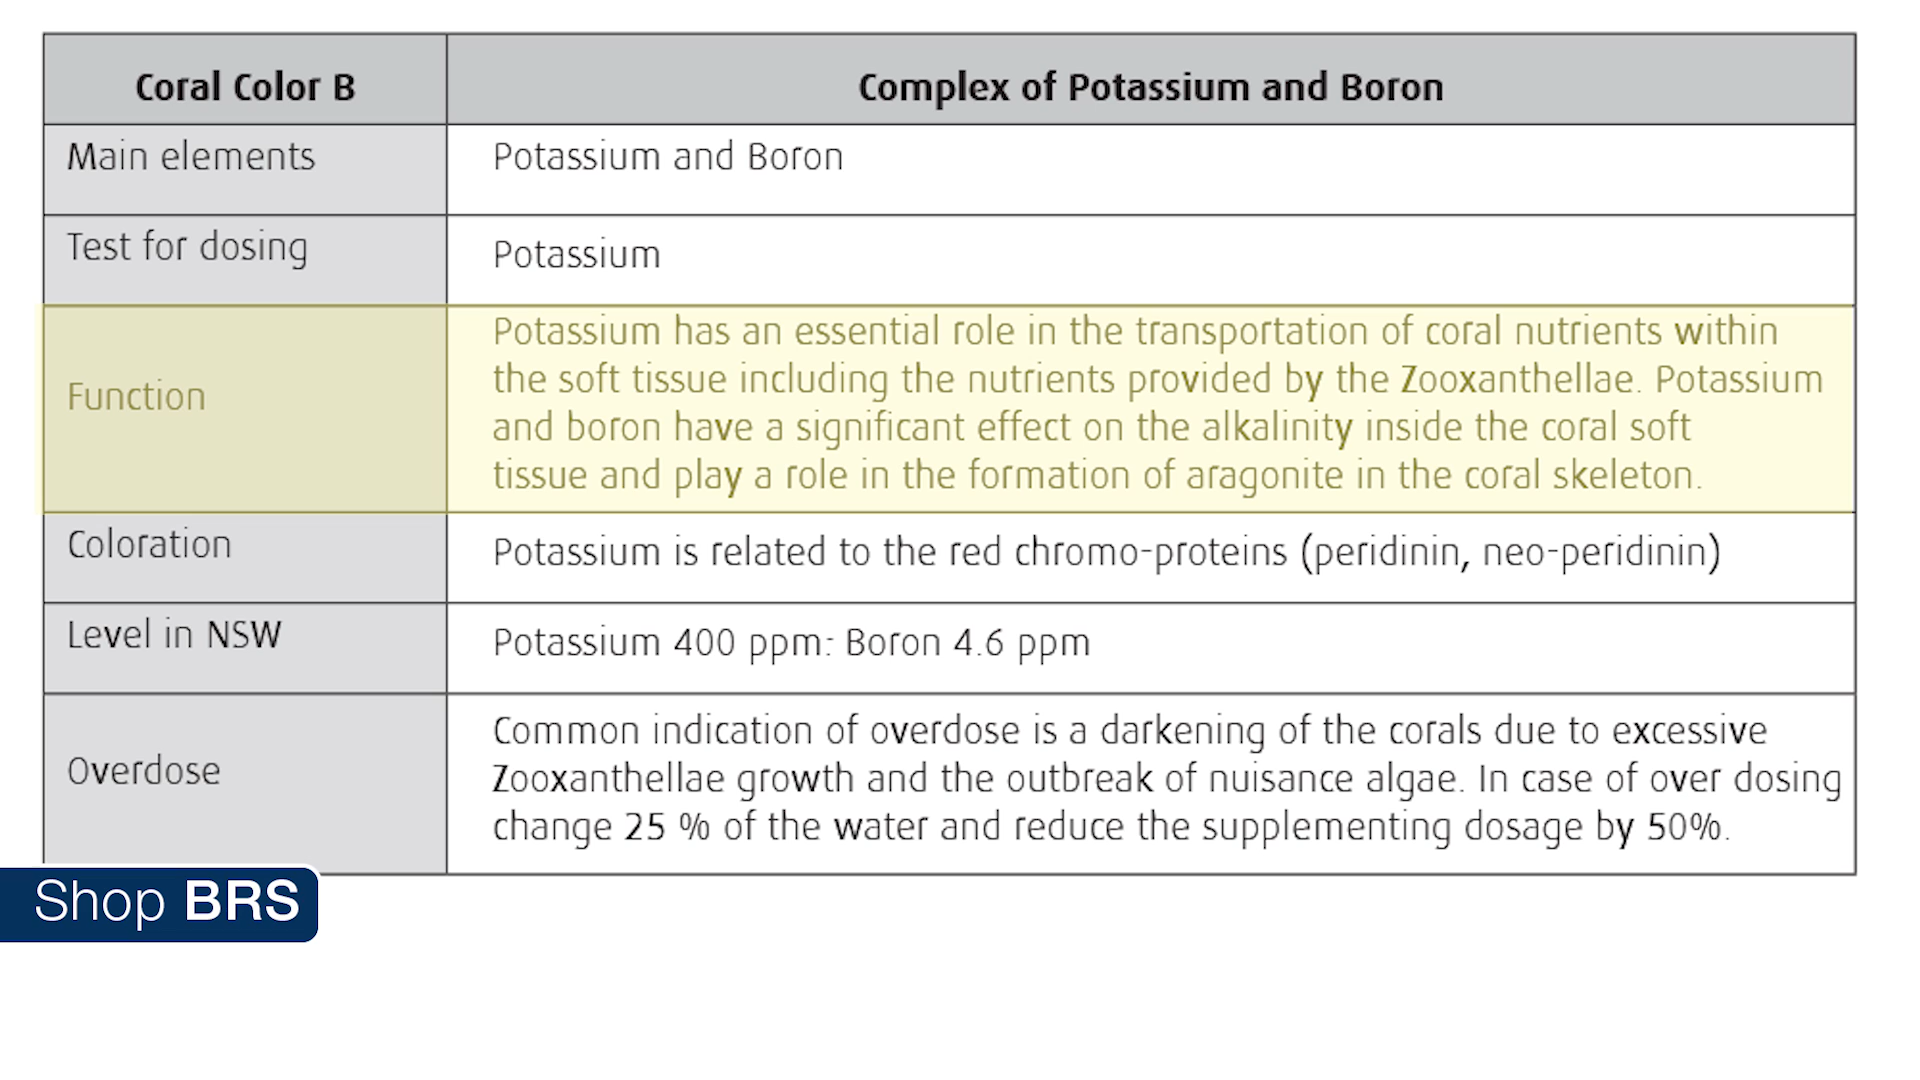 Coral Color B
Complex of Potassium and Boron
Main elements
Potassium and Boron
Test for dosing
Potassium
Function
Potassium has an essential role in the transportation of coral nutrients within
the soft tissue including the nutrients provided by the Zooxanthellae. Potassium
and boron have a significant effect on the alkalinity inside the coral soft
tissue and play a role in the formation of aragonite in the coral skeleton.
Coloration
Potassium is related to the red chromo-proteins (peridinin, neo-peridinin)
Level in NSW
Potassium 400 ppm: Boron 4.6 ppm
Overdose
Common indication of overdose is a darkening of the corals due to excessive
Zooxanthellae growth and the outbreak of nuisance algae. In case of over dosing
change 25 % of the water and reduce the supplementing dosage by 50%.
Shop BRS